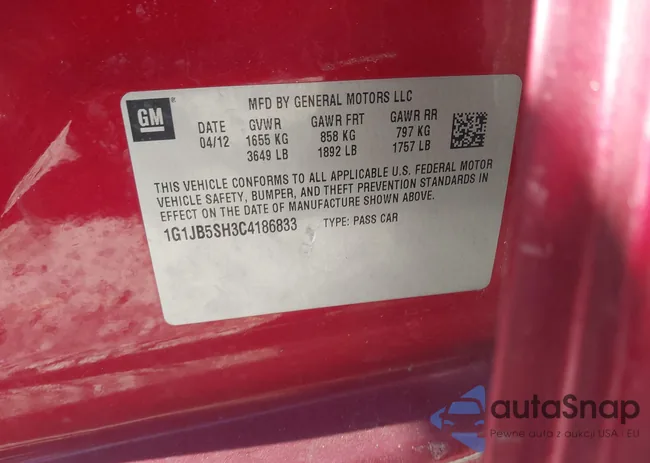 GM
MFD BY GENERAL MOTORS LLC
DATE GVWR GAWR FRT GAWR RR
04/12 1655 KG 858 KG 797 KG
3649 LB 1892 LB 1757 LB
THIS VEHICLE CONFORMS TO ALL APPLICABLE U.S. FEDERAL MOTOR
VEHICLE SAFETY, BUMPER, AND THEFT PREVENTION STANDARDS IN
EFFECT ON THE DATE OF MANUFACTURE SHOWN ABOVE.
1G1JB5SH3C4186833 TYPE: PASS CAR
autaSnap
Pewne auta z aukcji USA - EU